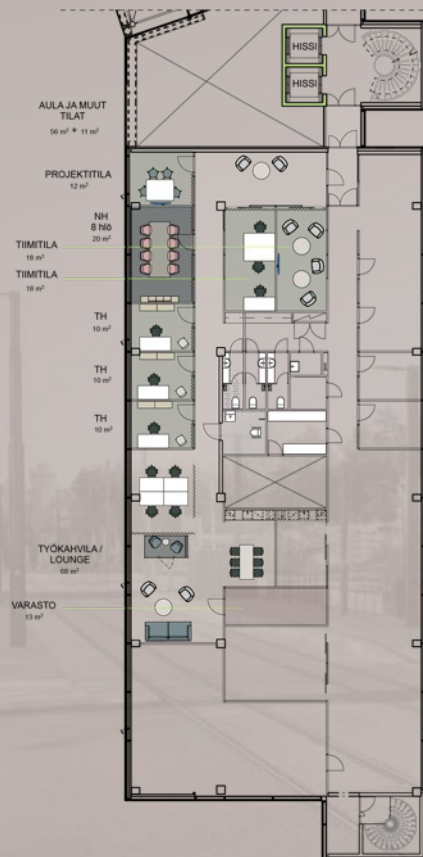 HISSI
HISSI
AULA JA MUUT
TILAT
56 m² + 11 m²
PROJEKTITILA
12 m²
NH
8 hlö
20 m²
TIIMITILA
18 m²
TIIMITILA
18 m²
TH
10 m²
TH
10 m²
TH
10 m²
TYÖKAHVILA /
LOUNGE
68 m²
VARASTO
13 m²